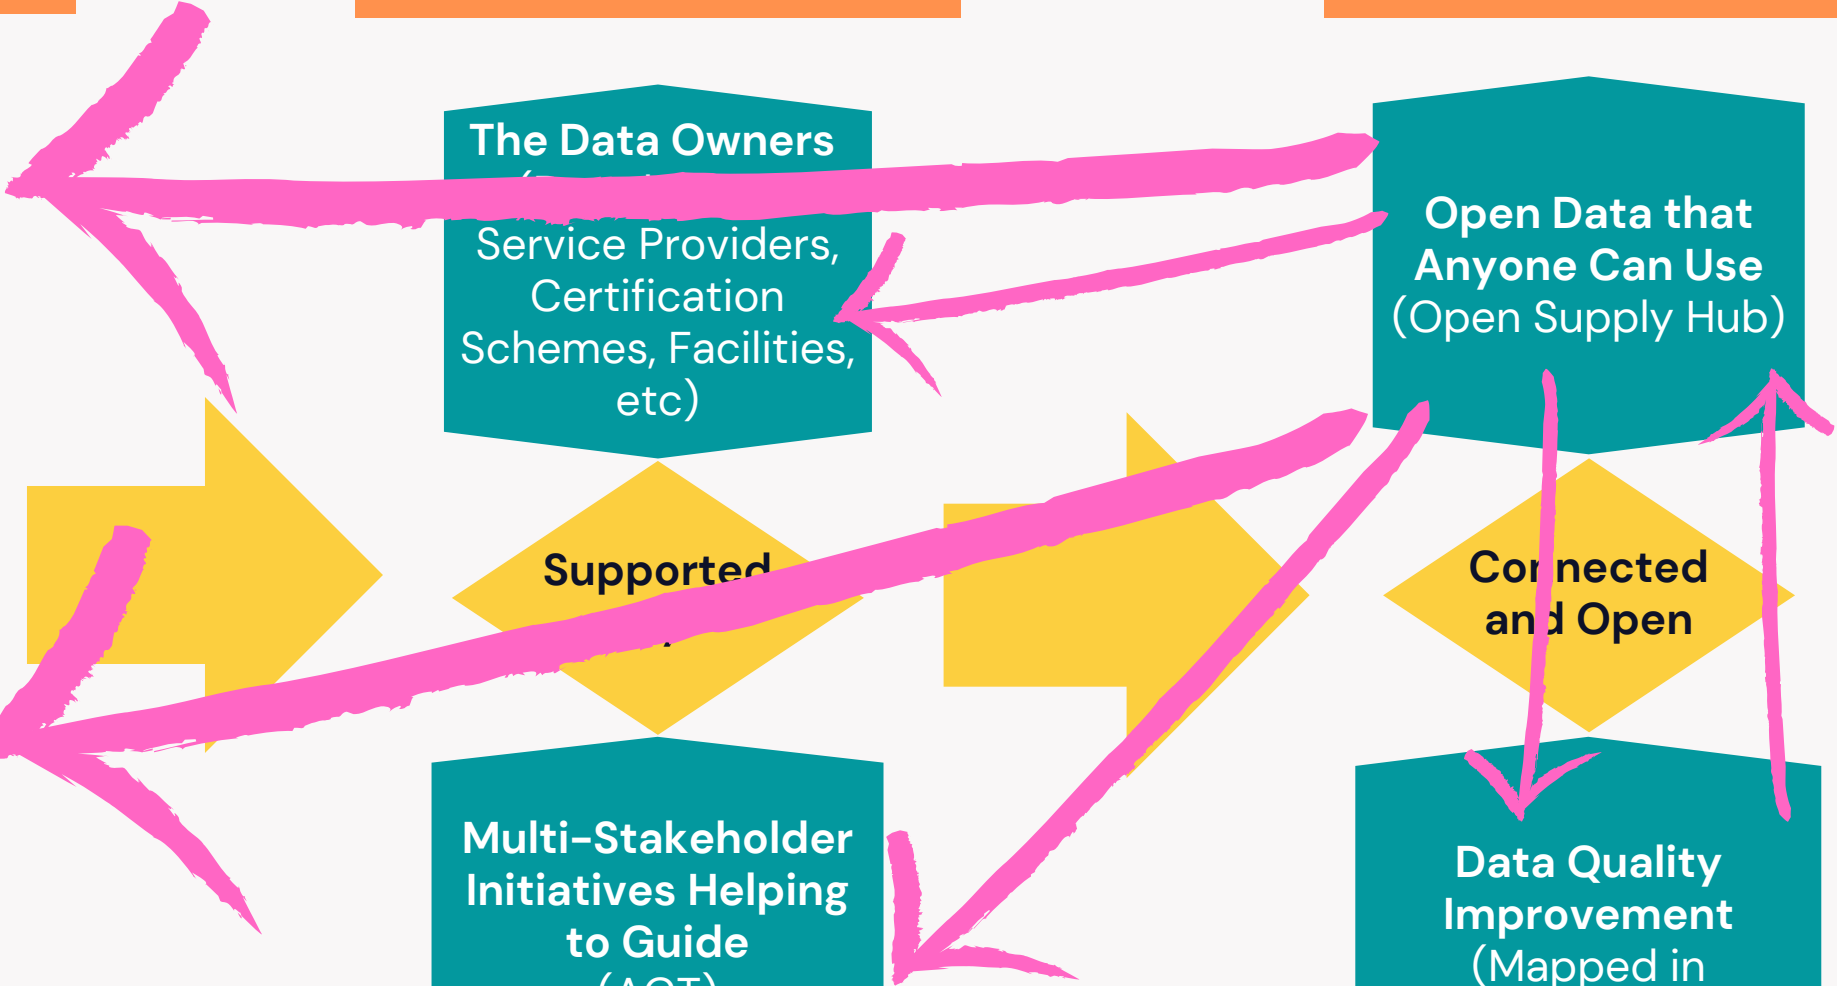 The Data Owners
Service Providers,
Certification
Schemes, Facilities,
etc)
Open Data that
Anyone Can Use
(Open Supply Hub)
Supported
Connected
and Open
Multi-Stakeholder
Initiatives Helping
to Guide
Data Quality
Improvement
(Mapped in